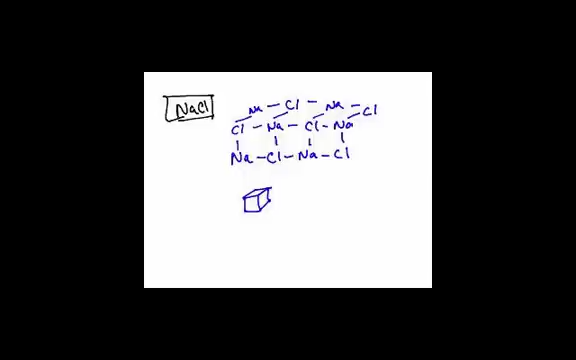 NaCl
Na – Cl – Na – Cl
Cl – Na – Cl – Na
Na – Cl – Na – Cl